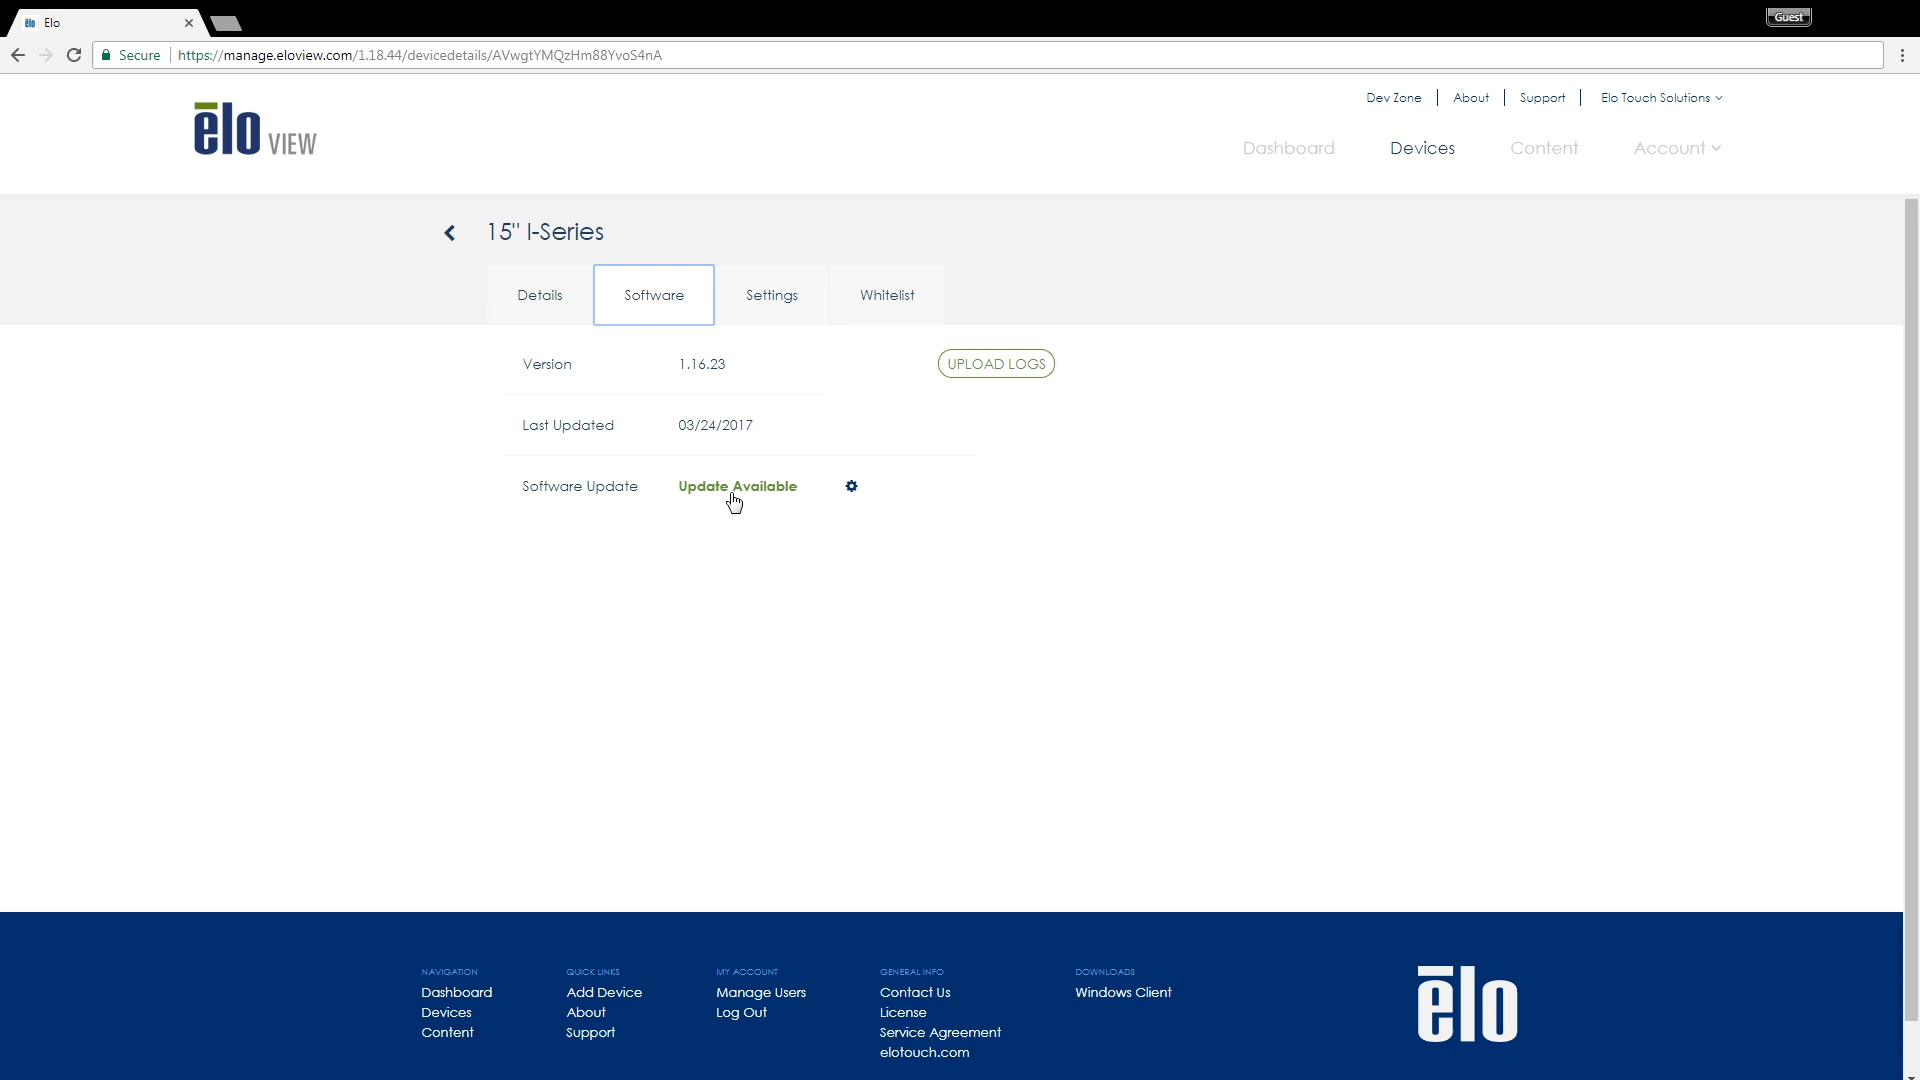 elo Elo
Guest
Secure https://manage.eloview.com/1.18.44/devicedetails/AVwgtYMQzHm88YvoS4nA
Dev Zone About Support Elo Touch Solutions
ēlo VIEW
Dashboard Devices Content Account
15" I-Series
Details Software Settings Whitelist
Version 1.16.23 UPLOAD LOGS
Last Updated 03/24/2017
Software Update Update Available
NAVIGATION
Dashboard
Devices
Content
QUICK LINKS
Add Device
About
Support
MY ACCOUNT
Manage Users
Log Out
GENERAL INFO
Contact Us
License
Service Agreement
elotouch.com
DOWNLOADS
Windows Client
ēlo